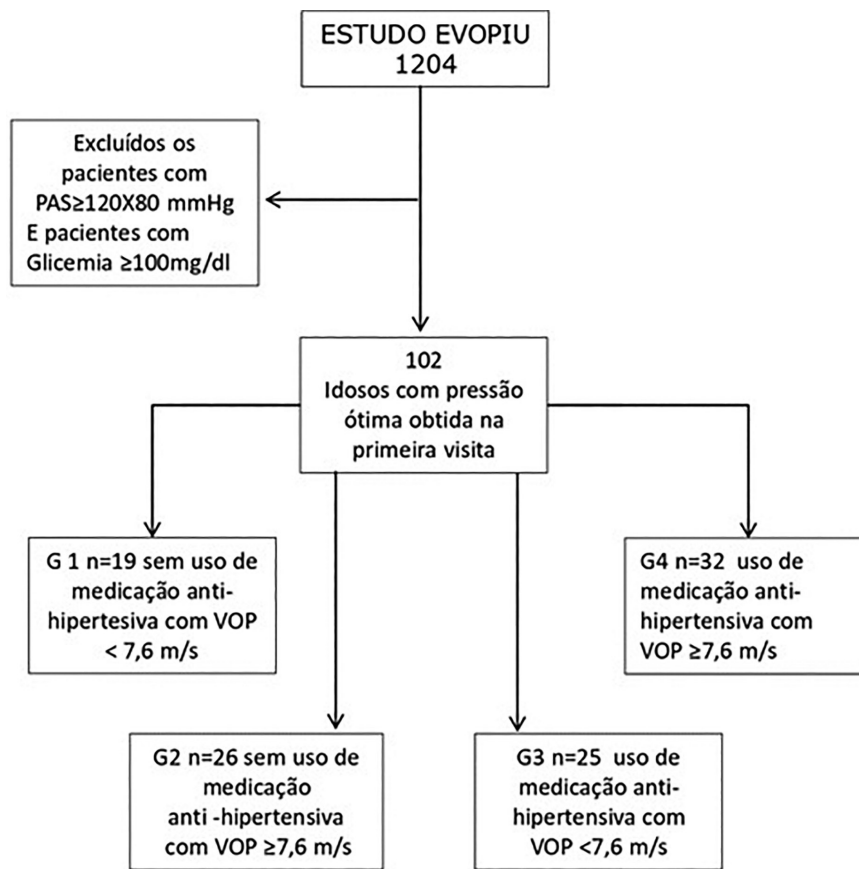 ESTUDO EVOPIU
1204
Excluídos os
pacientes com
PAS≥120X80 mmHg
E pacientes com
Glicemia ≥100mg/dl
102
Idosos com pressão
ótima obtida na
primeira visita
G 1 n=19 sem uso de
medicação anti-
hipertesiva com VOP
< 7,6 m/s
G4 n=32 uso de
medicação anti-
hipertensiva com
VOP ≥7,6 m/s
G2 n=26 sem uso de
medicação
anti -hipertensiva
com VOP ≥7,6 m/s
G3 n=25 uso de
medicação anti-
hipertensiva com
VOP <7,6 m/s